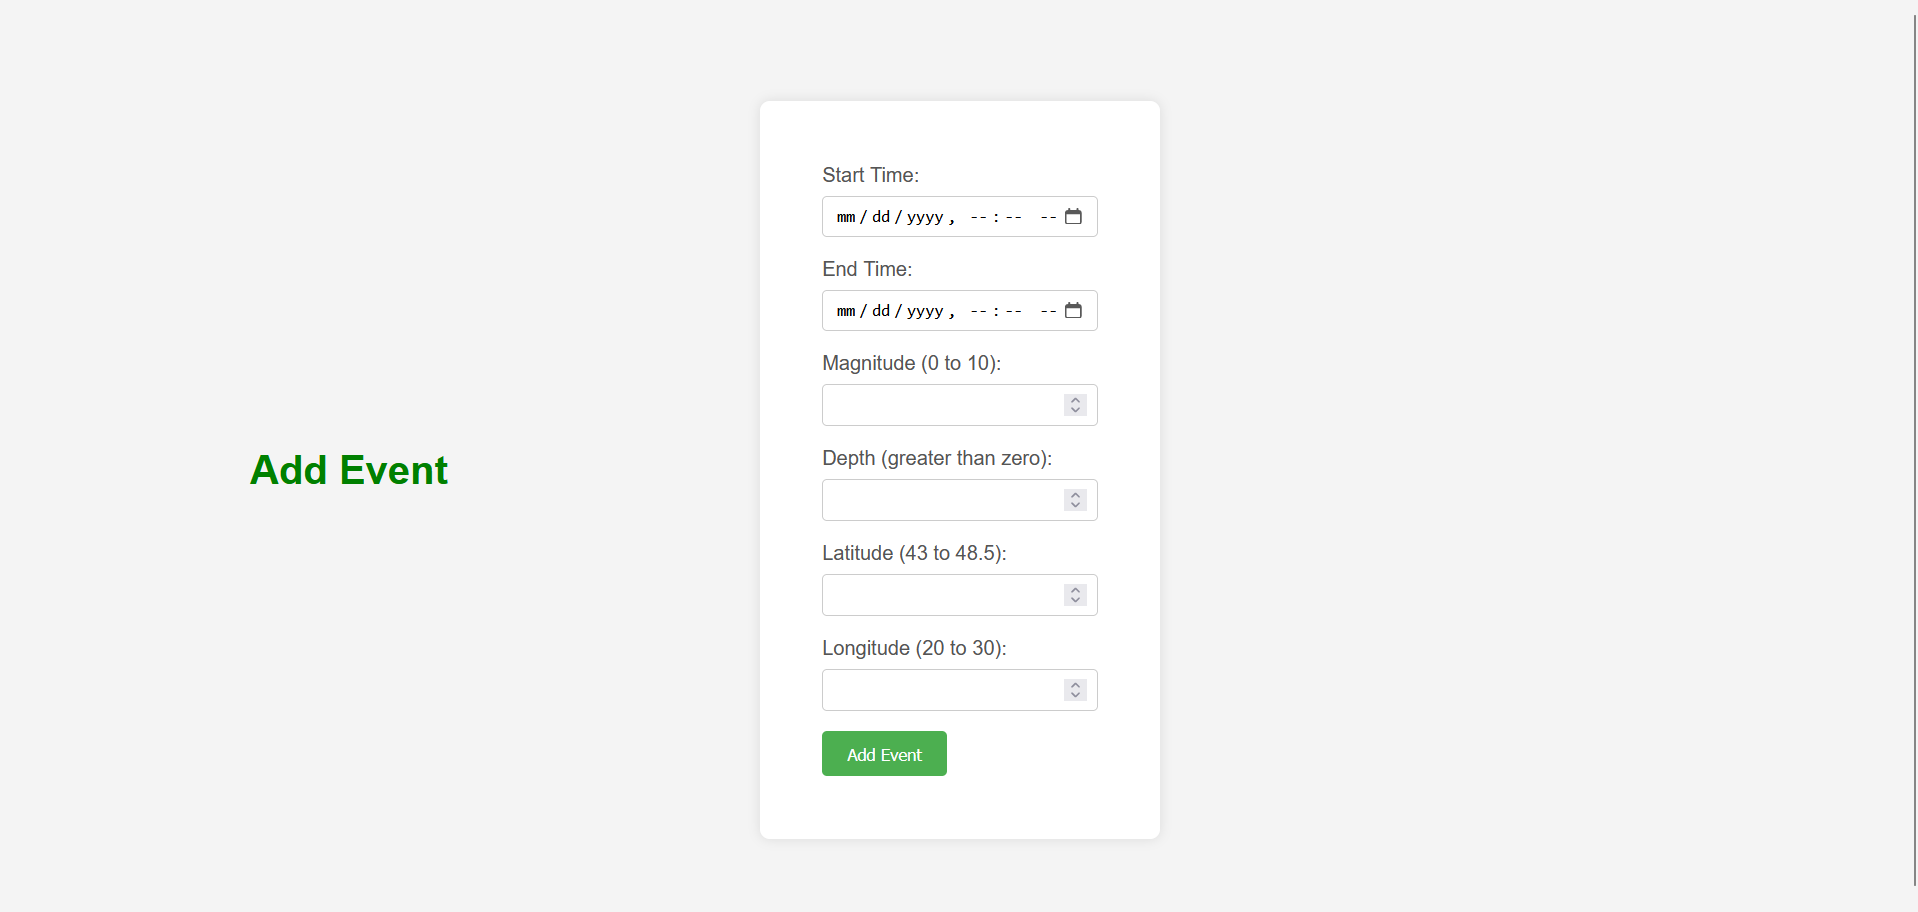 Add Event
Start Time:
mm/dd/yyyy, --:-- --
End Time:
mm/dd/yyyy, --:-- --
Magnitude (0 to 10):
Depth (greater than zero):
Latitude (43 to 48.5):
Longitude (20 to 30):
Add Event